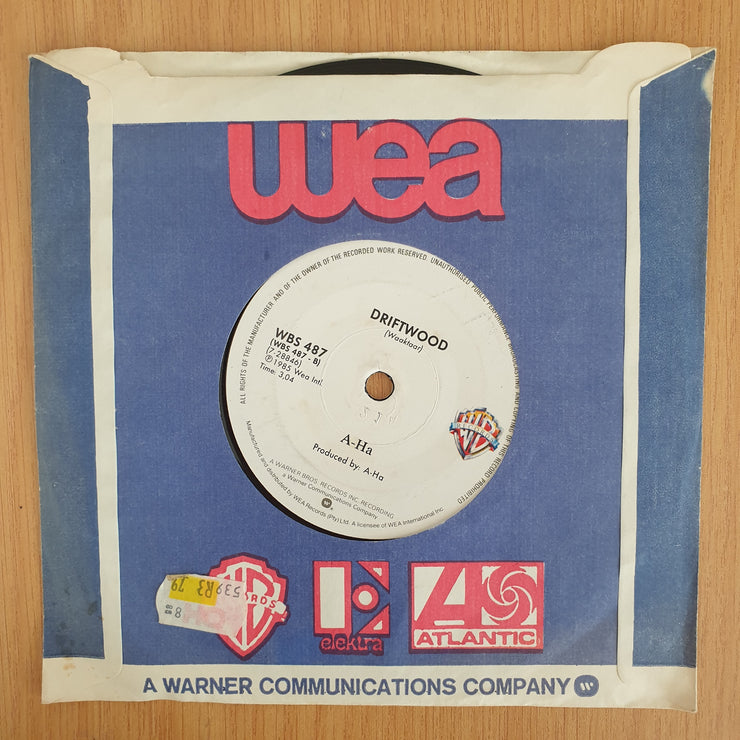 wea
ALL RIGHTS OF THE MANUFACTURER AND OF THE OWNER OF THE RECORDED WORK RESERVED. UNAUTHORISED PUBLIC PERFORMANCE, BROADCASTING AND COPYING OF THIS RECORD PROHIBITED
DRIFTWOOD
(Waaktaar)
WBS 487
(WBS 487 - B)
(7-28846)
Ⓟ1985 Wea Intl.
Time: 3,04
A-Ha
Produced by: A-Ha
A WARNER BROS. RECORDS INC. RECORDING
a Warner Communications Company
Manufactured and distributed by WEA Records (Pty) Ltd. A licensee of WEA International Inc
539R3 79
elektra
ATLANTIC
A WARNER COMMUNICATIONS COMPANY